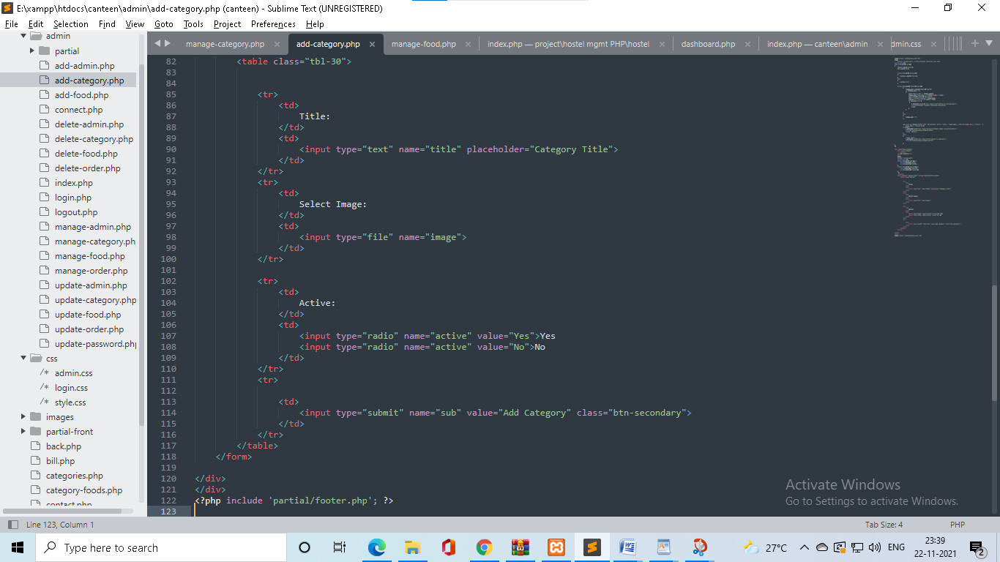 E:\xampp\htdocs\canteen\admin\add-category.php (canteen) - Sublime Text (UNREGISTERED)
File Edit Selection Find View Goto Tools Project Preferences Help
admin
partial
add-admin.php
add-category.php
add-food.php
connect.php
delete-admin.php
delete-category.php
delete-food.php
delete-order.php
index.php
login.php
logout.php
manage-admin.php
manage-category.ph
manage-food.php
manage-order.php
update-admin.php
update-category.php
update-food.php
update-order.php
update-password.php
css
/* admin.css
/* login.css
/* style.css
images
partial-front
back.php
bill.php
categories.php
category-foods.php
contact.php
manage-category.php × add-category.php × manage-food.php × index.php — project\hostel mgmt PHP\hostel × dashboard.php × index.php — canteen\admin × dmin.css × + ▼
82 <table class="tbl-30">
83
84
85 <tr>
86 <td>
87 Title:
88 </td>
89 <td>
90 <input type="text" name="title" placeholder="Category Title">
91 </td>
92 </tr>
93 <tr>
94 <td>
95 Select Image:
96 </td>
97 <td>
98 <input type="file" name="image">
99 </td>
100 </tr>
101
102 <tr>
103 <td>
104 Active:
105 </td>
106 <td>
107 <input type="radio" name="active" value="Yes">Yes
108 <input type="radio" name="active" value="No">No
109 </td>
110 </tr>
111 <tr>
112
113 <td>
114 <input type="submit" name="sub" value="Add Category" class="btn-secondary">
115 </td>
116 </tr>
117 </table>
118 </form>
119
120 </div>
121 </div>
122 <?php include 'partial/footer.php'; ?>
123
Activate Windows
Go to Settings to activate Windows.
Line 123, Column 1 Tab Size: 4 PHP
Type here to search 27°C ENG 23:39
22-11-2021 2